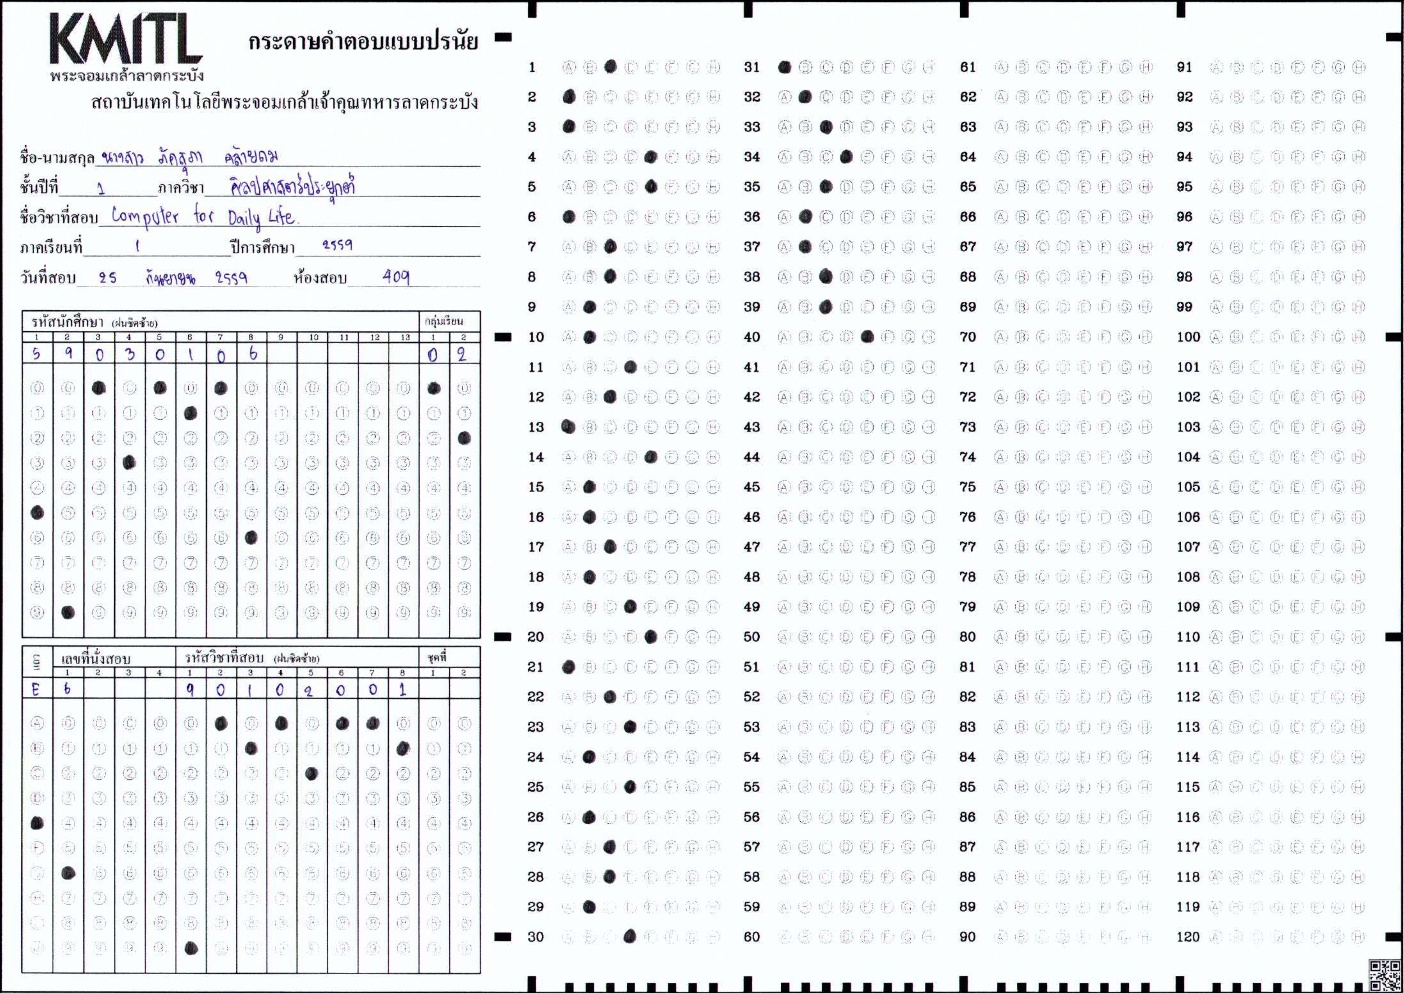 KMITL
พระจอมเกล้าลาดกระบัง
กระดาษคำตอบแบบปรนัย
สถาบันเทคโนโลยีพระจอมเกล้าเจ้าคุณทหารลาดกระบัง
ชื่อ-นามสกุล นางสาว ภัคสุภา คล้ายถม
ชั้นปีที่ 1 ภาควิชา ศิลปศาสตร์ประยุกต์
ชื่อวิชาที่สอบ Computer for Daily Life.
ภาคเรียนที่ 1 ปีการศึกษา 2559
วันที่สอบ 25 กันยายน 2559 ห้องสอบ 409
รหัสนักศึกษา (ฝนชิดซ้าย) กลุ่มเรียน
1 2 3 4 5 6 7 8 9 10 11 12 13 1 2
5 9 0 3 0 1 0 6 0 2
แถว เลขที่นั่งสอบ รหัสวิชาที่สอบ (ฝนชิดซ้าย) ชุดที่
1 2 3 4 1 2 3 4 5 6 7 8 1 2
E 6 9 0 1 0 2 0 0 1
1 31 61 91
2 32 62 92
3 33 63 93
4 34 64 94
5 35 65 95
6 36 66 96
7 37 67 97
8 38 68 98
9 39 69 99
10 40 70 100
11 41 71 101
12 42 72 102
13 43 73 103
14 44 74 104
15 45 75 105
16 46 76 106
17 47 77 107
18 48 78 108
19 49 79 109
20 50 80 110
21 51 81 111
22 52 82 112
23 53 83 113
24 54 84 114
25 55 85 115
26 56 86 116
27 57 87 117
28 58 88 118
29 59 89 119
30 60 90 120